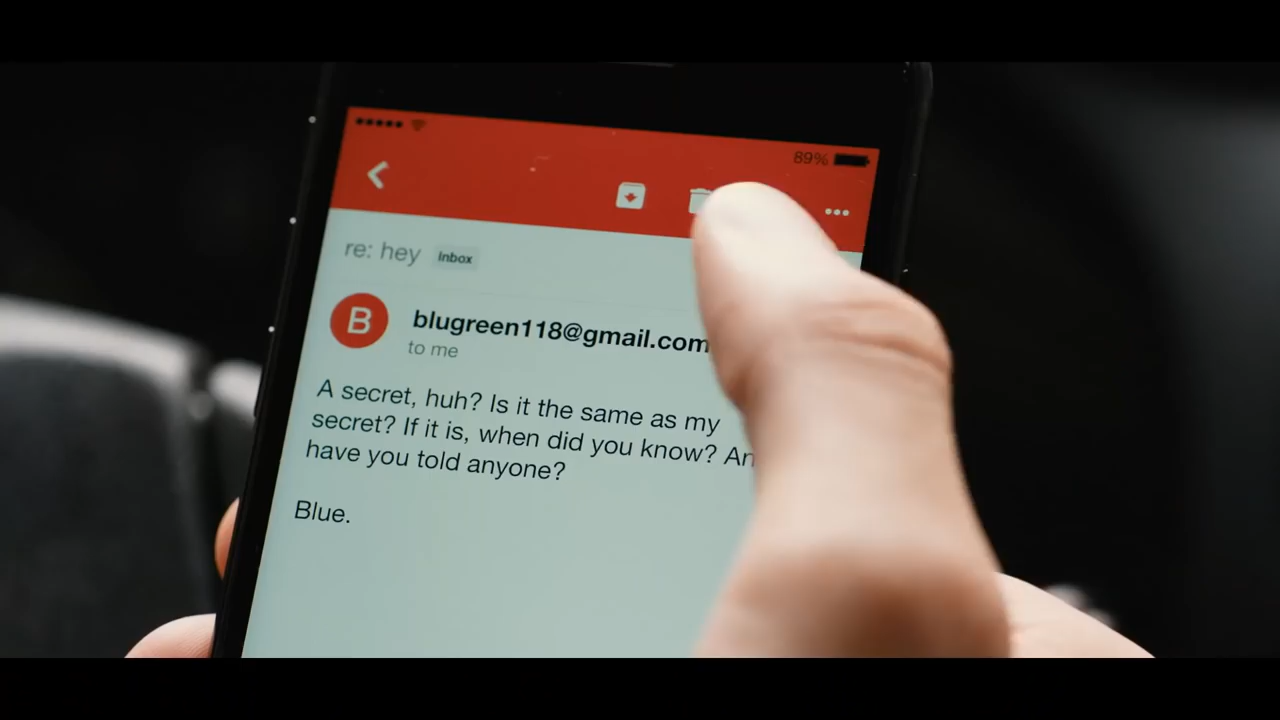 89%
re: hey Inbox
B
blugreen118@gmail.com
to me
A secret, huh? Is it the same as my
secret? If it is, when did you know?
have you told anyone?
Blue.